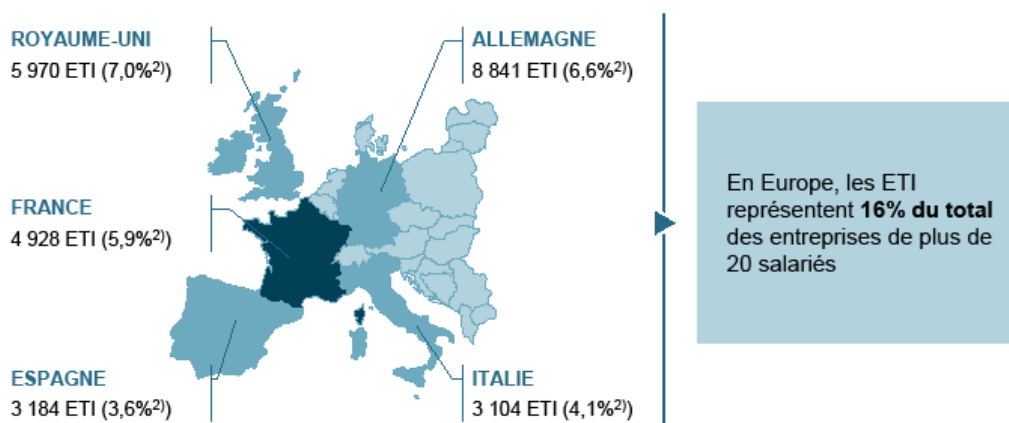 ROYAUME-UNI
5 970 ETI (7,0%2))
ALLEMAGNE
8 841 ETI (6,6%2))
FRANCE
4 928 ETI (5,9%2))
ESPAGNE
3 184 ETI (3,6%2))
ITALIE
3 104 ETI (4,1%2))
En Europe, les ETI
représentent 16% du total
des entreprises de plus de
20 salariés